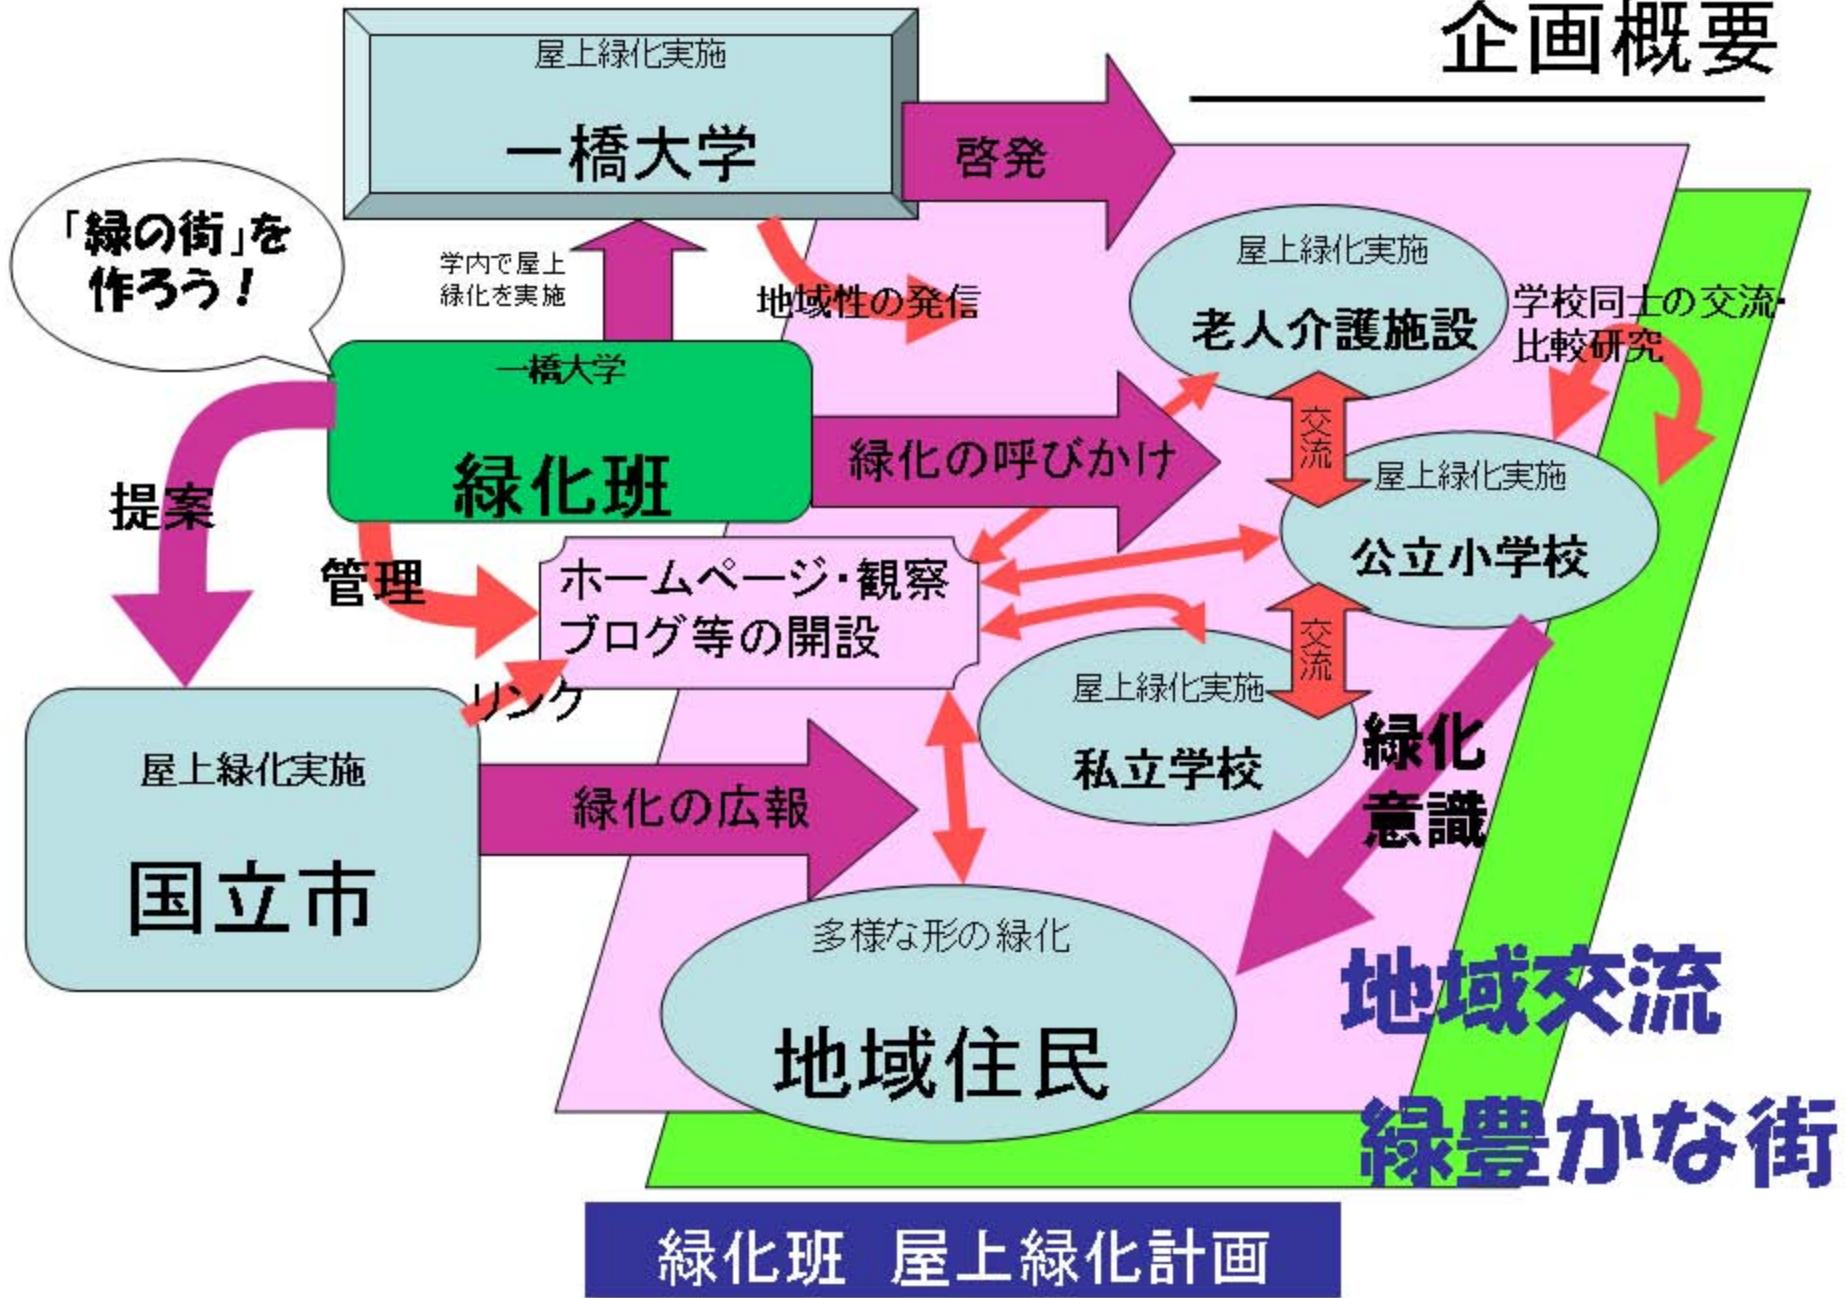 企画概要
屋上緑化実施
一橋大学
啓発
「緑の街」を
作ろう！
学内で屋上
緑化を実施
地域性の発信
屋上緑化実施
老人介護施設
学校同士の交流・
比較研究
一橋大学
緑化班
緑化の呼びかけ
交流
屋上緑化実施
公立小学校
提案
管理
ホームページ・観察
ブログ等の開設
リンク
交流
屋上緑化実施
私立学校
緑化
意識
屋上緑化実施
国立市
緑化の広報
多様な形の緑化
地域住民
地域交流
緑豊かな街
緑化班 屋上緑化計画